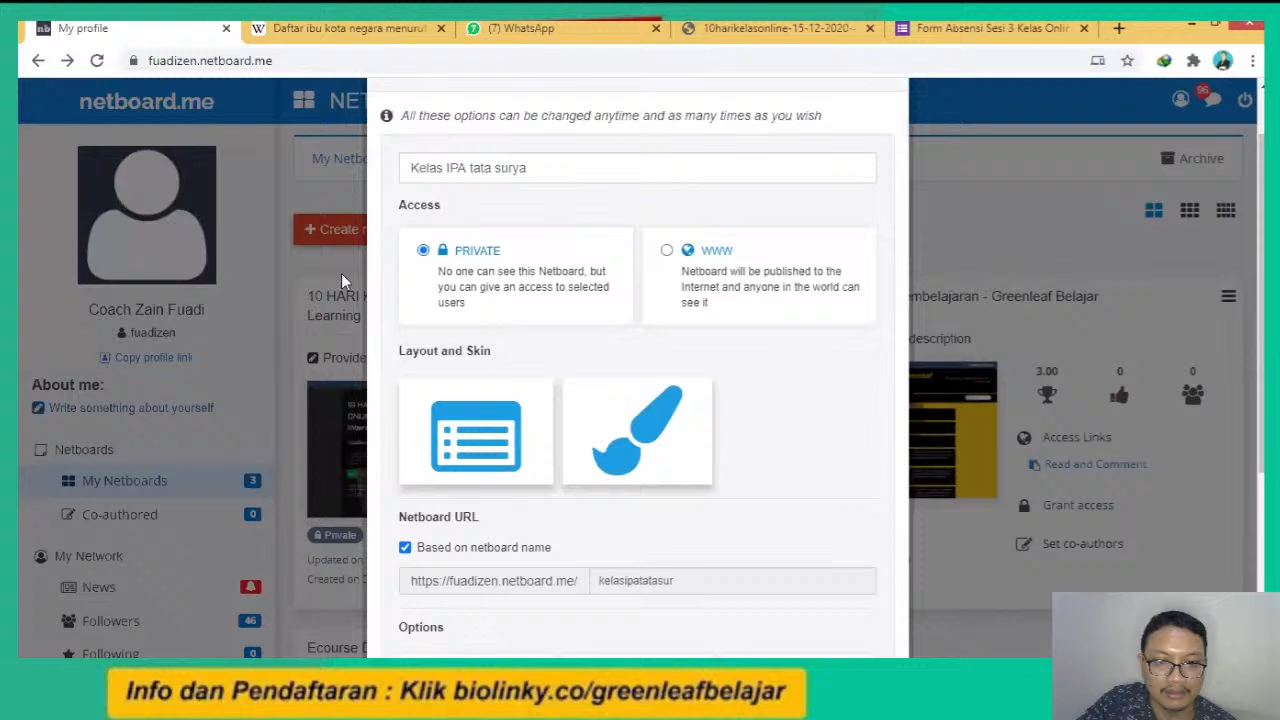 My profile
Daftar ibu kota negara menurut
(7) WhatsApp
10harikelasonline-15-12-2020-
Form Absensi Sesi 3 Kelas Onlin
fuadizen.netboard.me
netboard.me
NET
96
All these options can be changed anytime and as many times as you wish
My Netbo
Archive
Kelas IPA tata surya
Access
+ Create
PRIVATE
No one can see this Netboard, but
you can give an access to selected
users
WWW
Netboard will be published to the
Internet and anyone in the world can
see it
Coach Zain Fuadi
fuadizen
Copy profile link
About me:
Write something about yourself
10 HARI
Learning
Provide
embelajaran - Greenleaf Belajar
description
3.00
0
0
Access Links
Read and Comment
Grant access
Set co-authors
Layout and Skin
Netboards
My Netboards
3
Co-authored
0
My Network
News
Followers
46
Following
0
Private
Updated on
Created on
Ecourse D
Netboard URL
Based on netboard name
https://fuadizen.netboard.me/
kelasipatatasur
Options
Info dan Pendaftaran : Klik biolinky.co/greenleafbelajar